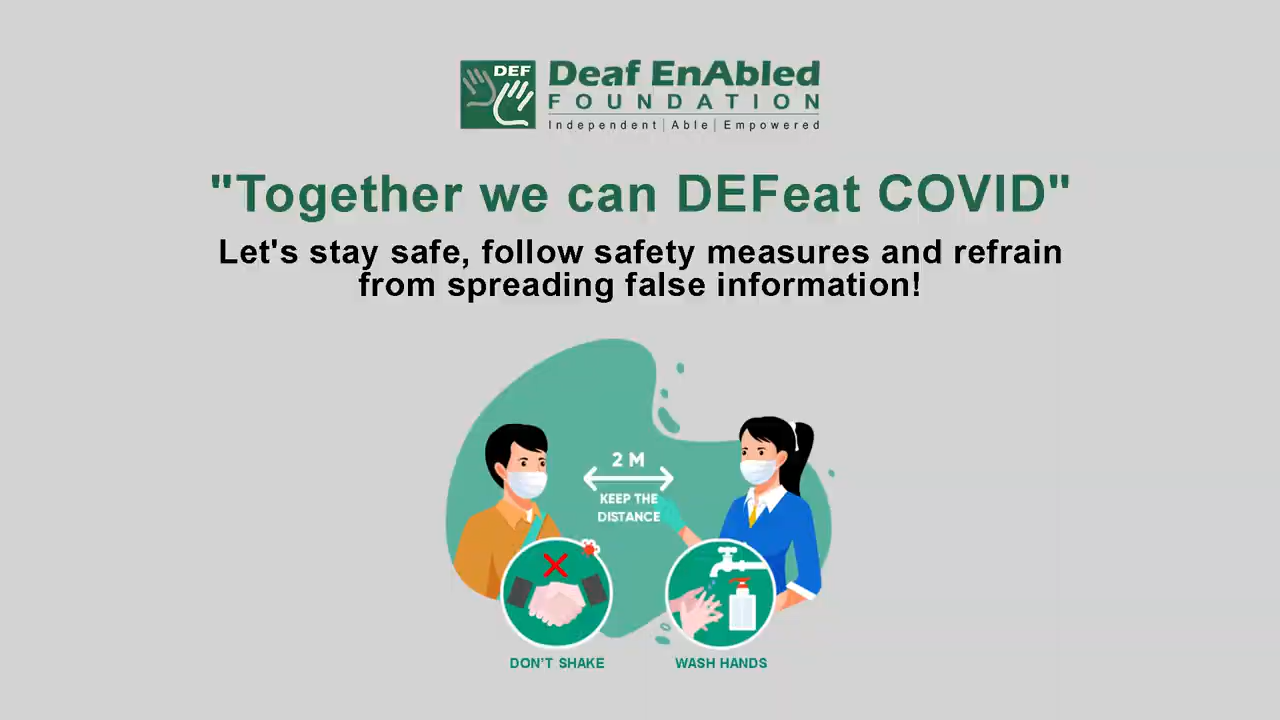 DEF
Deaf EnAbled
FOUNDATION
Independent | Able | Empowered
"Together we can DEFeat COVID"
Let's stay safe, follow safety measures and refrain
from spreading false information!
2 M
KEEP THE
DISTANCE
DON'T SHAKE
WASH HANDS